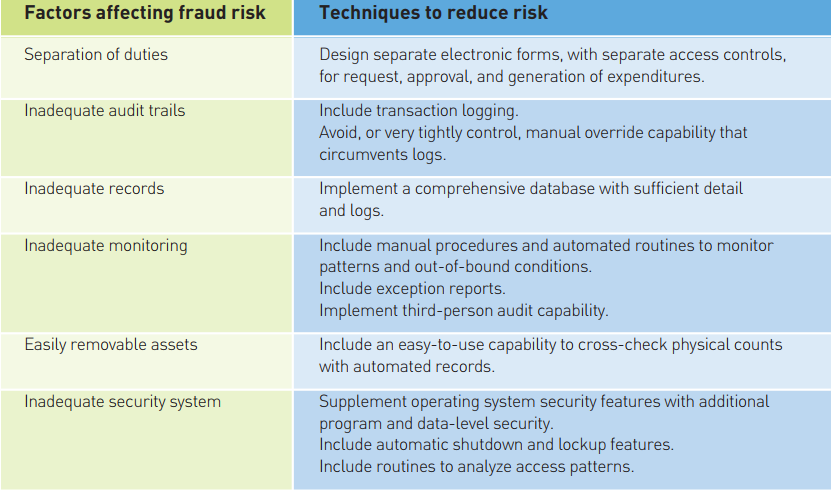 Factors affecting fraud risk
Techniques to reduce risk
Separation of duties
Design separate electronic forms, with separate access controls,
for request, approval, and generation of expenditures.
Inadequate audit trails
Include transaction logging.
Avoid, or very tightly control, manual override capability that
circumvents logs.
Inadequate records
Implement a comprehensive database with sufficient detail
and logs.
Inadequate monitoring
Include manual procedures and automated routines to monitor
patterns and out-of-bound conditions.
Include exception reports.
Implement third-person audit capability.
Easily removable assets
Include an easy-to-use capability to cross-check physical counts
with automated records.
Inadequate security system
Supplement operating system security features with additional
program and data-level security.
Include automatic shutdown and lockup features.
Include routines to analyze access patterns.